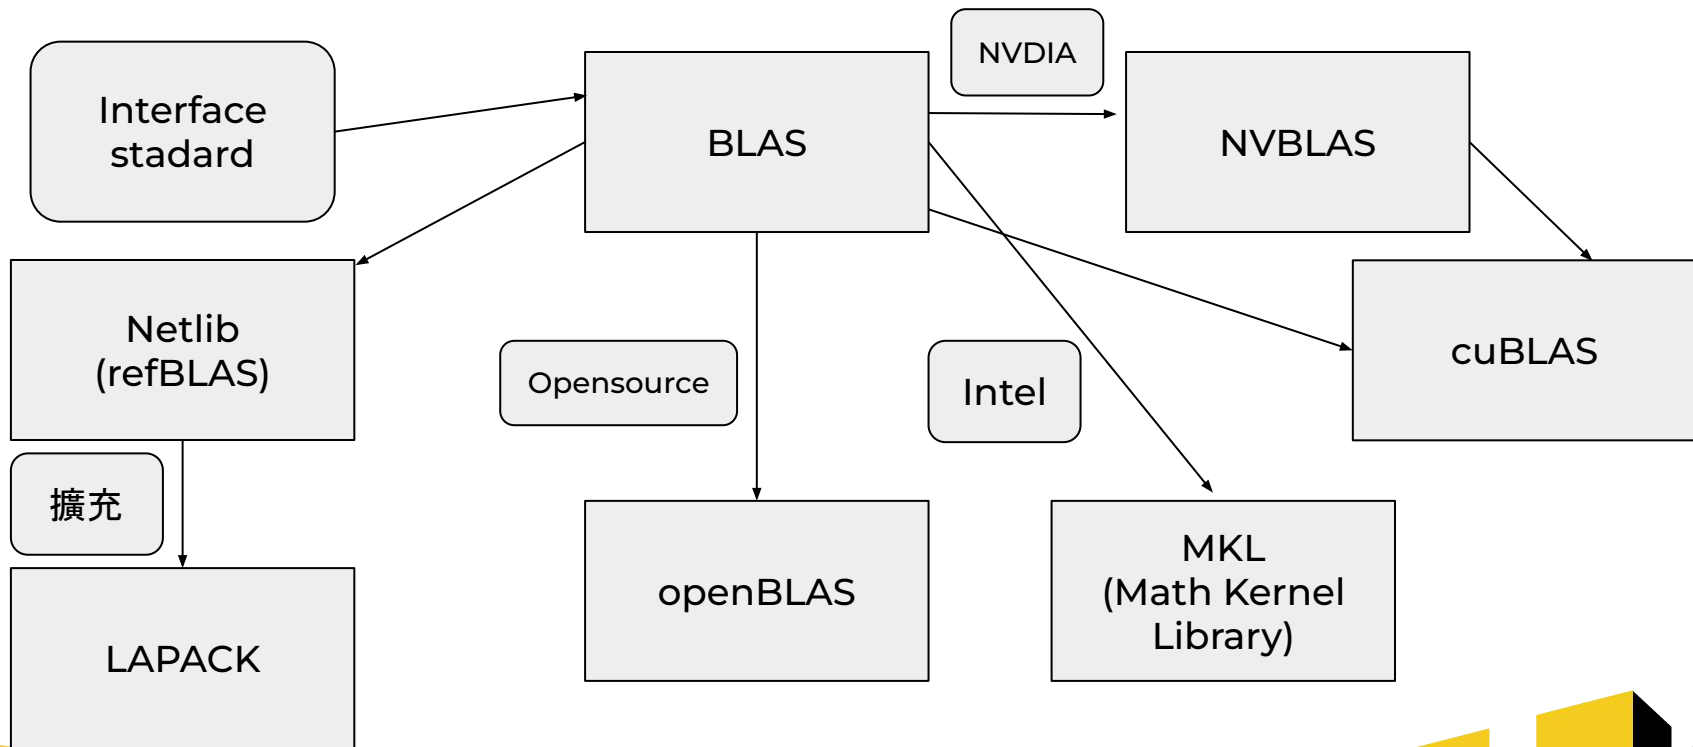 Interface
stadard
BLAS
NVDIA
NVBLAS
Netlib
(refBLAS)
Opensource
Intel
cuBLAS
擴充
LAPACK
openBLAS
MKL
(Math Kernel
Library)